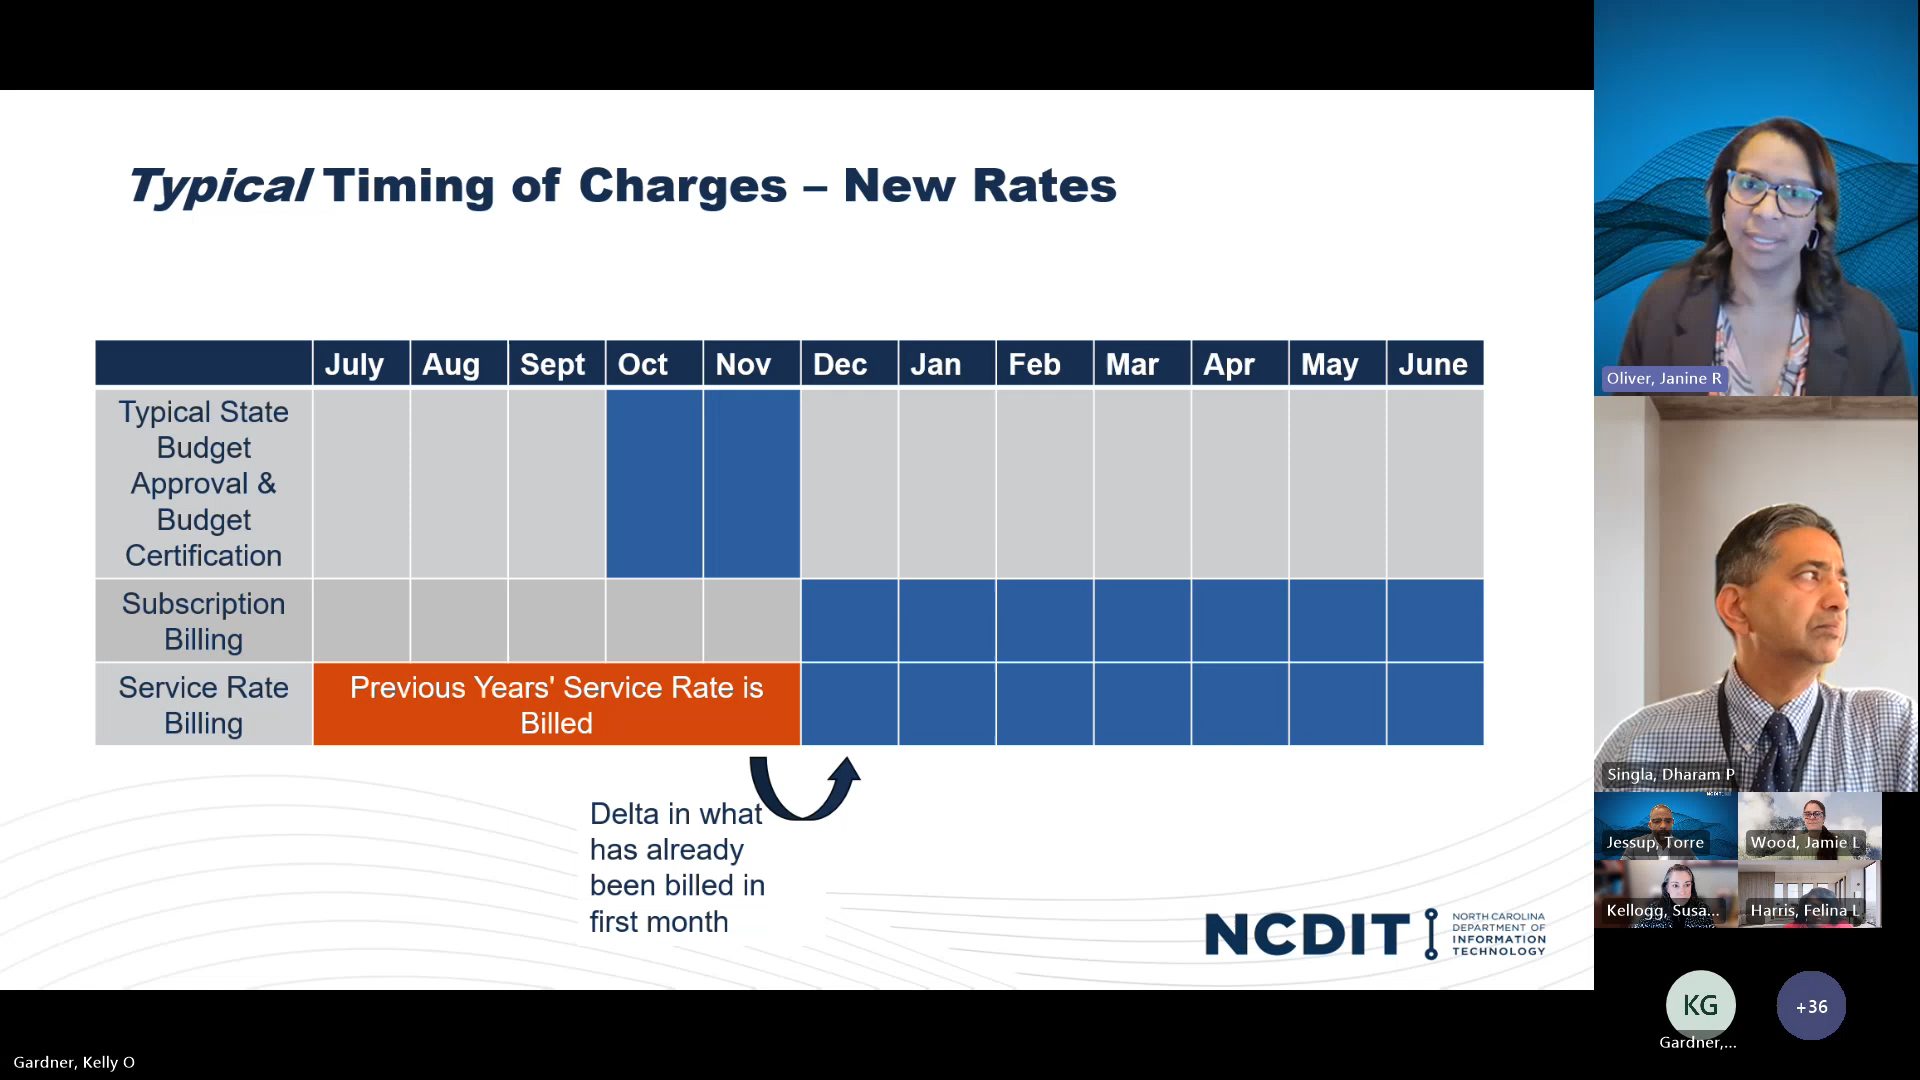 Typical Timing of Charges – New Rates
July Aug Sept Oct Nov Dec Jan Feb Mar Apr May June
Typical State
Budget
Approval &
Budget
Certification
Subscription
Billing
Service Rate
Billing
Previous Years' Service Rate is
Billed
Delta in what
has already
been billed in
first month
NCDIT
NORTH CAROLINA
DEPARTMENT OF
INFORMATION
TECHNOLOGY
Oliver, Janine R
Singla, Dharam P
Jessup, Torre
Wood, Jamie L
Kellogg, Susa...
Harris, Felina L
KG
+36
Gardner,...
Gardner, Kelly O